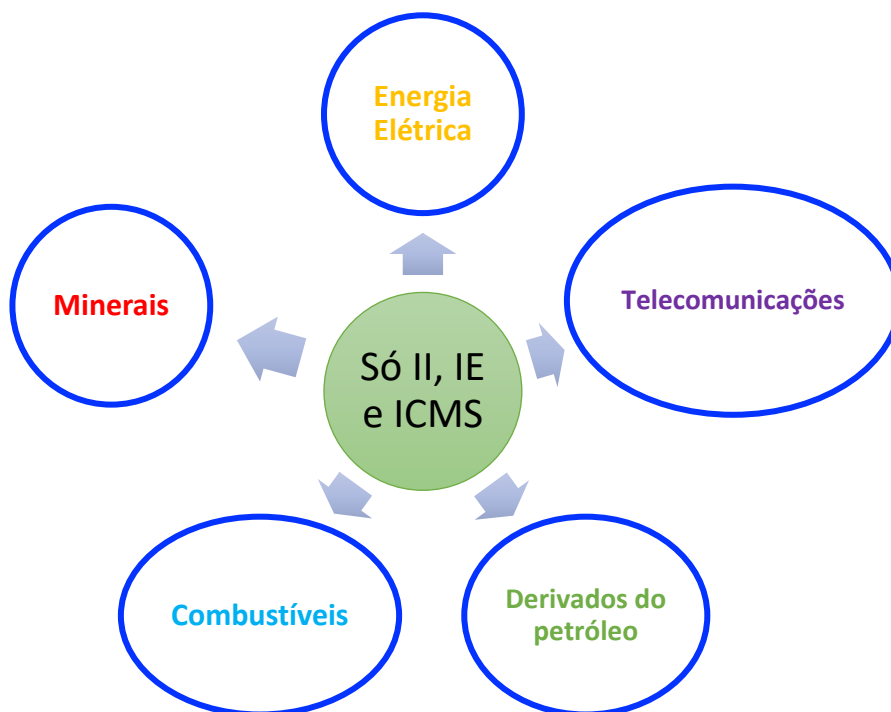 Energia
Elétrica
Telecomunicações
Minerais
Só II, IE
e ICMS
Combustíveis
Derivados do
petróleo